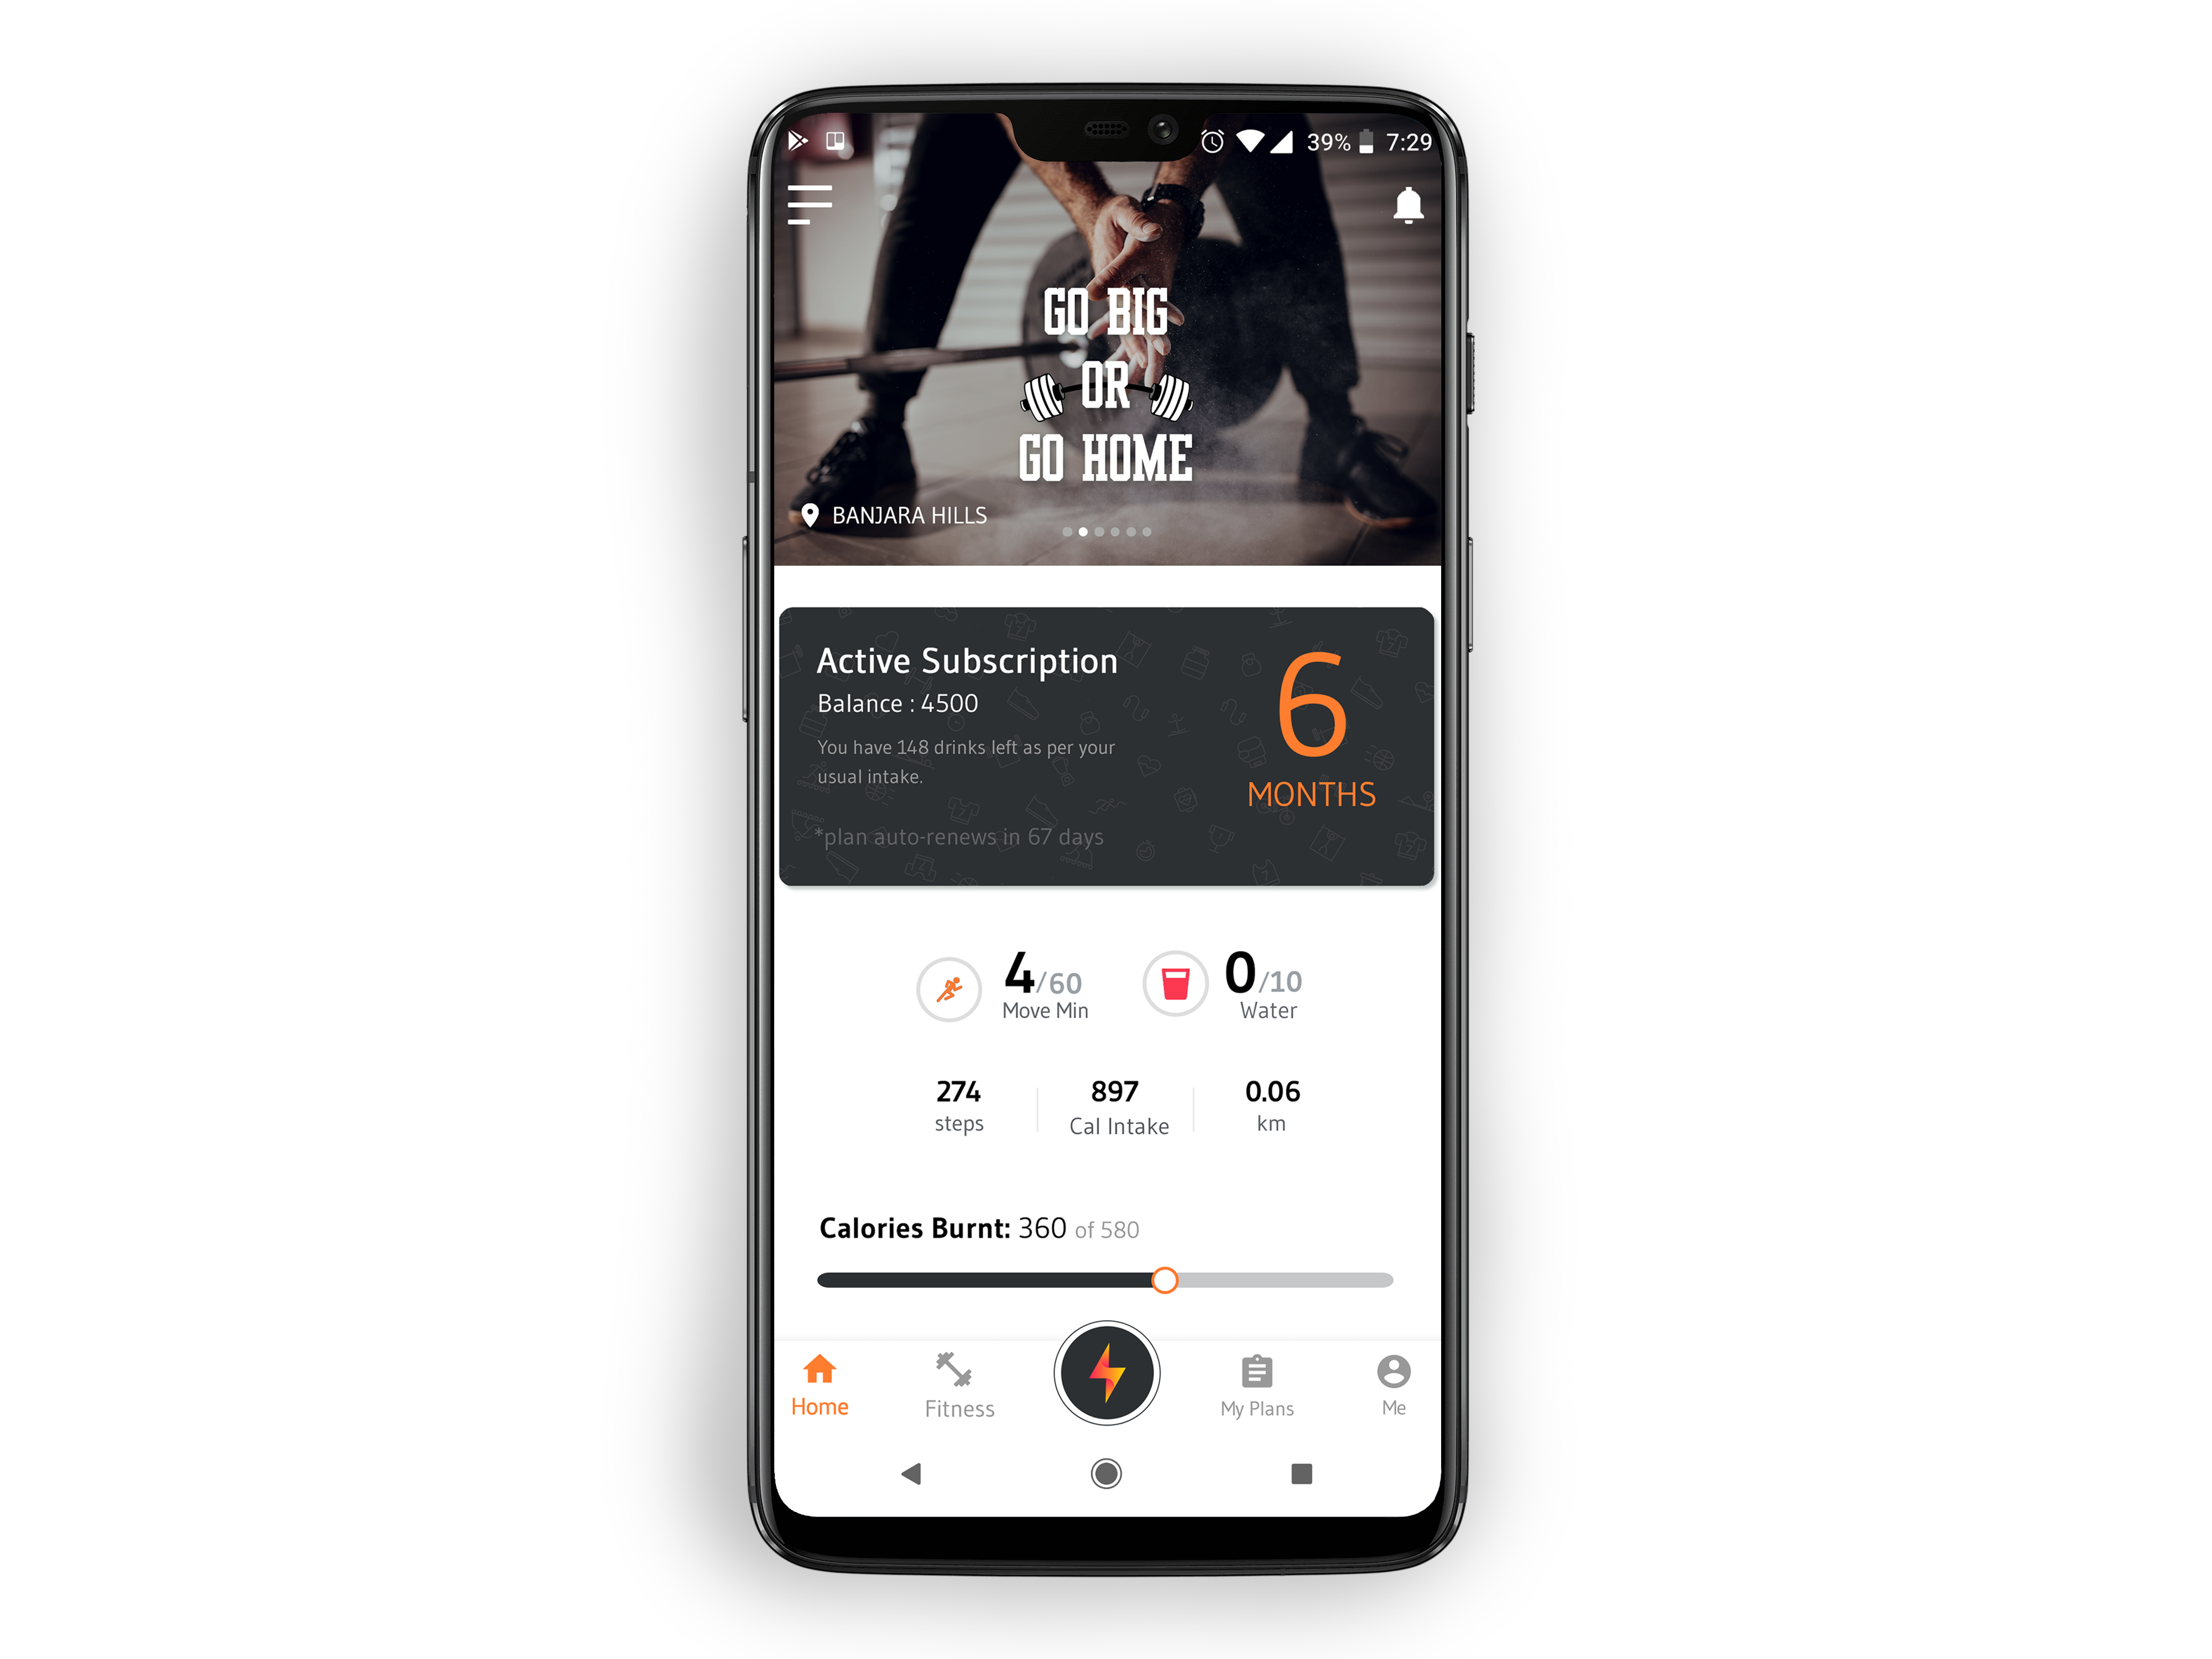 39% 7:29
GO BIG
OR
GO HOME
BANJARA HILLS
Active Subscription
Balance : 4500
You have 148 drinks left as per your
usual intake.
*plan auto-renews in 67 days
6
MONTHS
4/60
Move Min
0/10
Water
274
steps
897
Cal Intake
0.06
km
Calories Burnt: 360 of 580
Home
Fitness
My Plans
Me